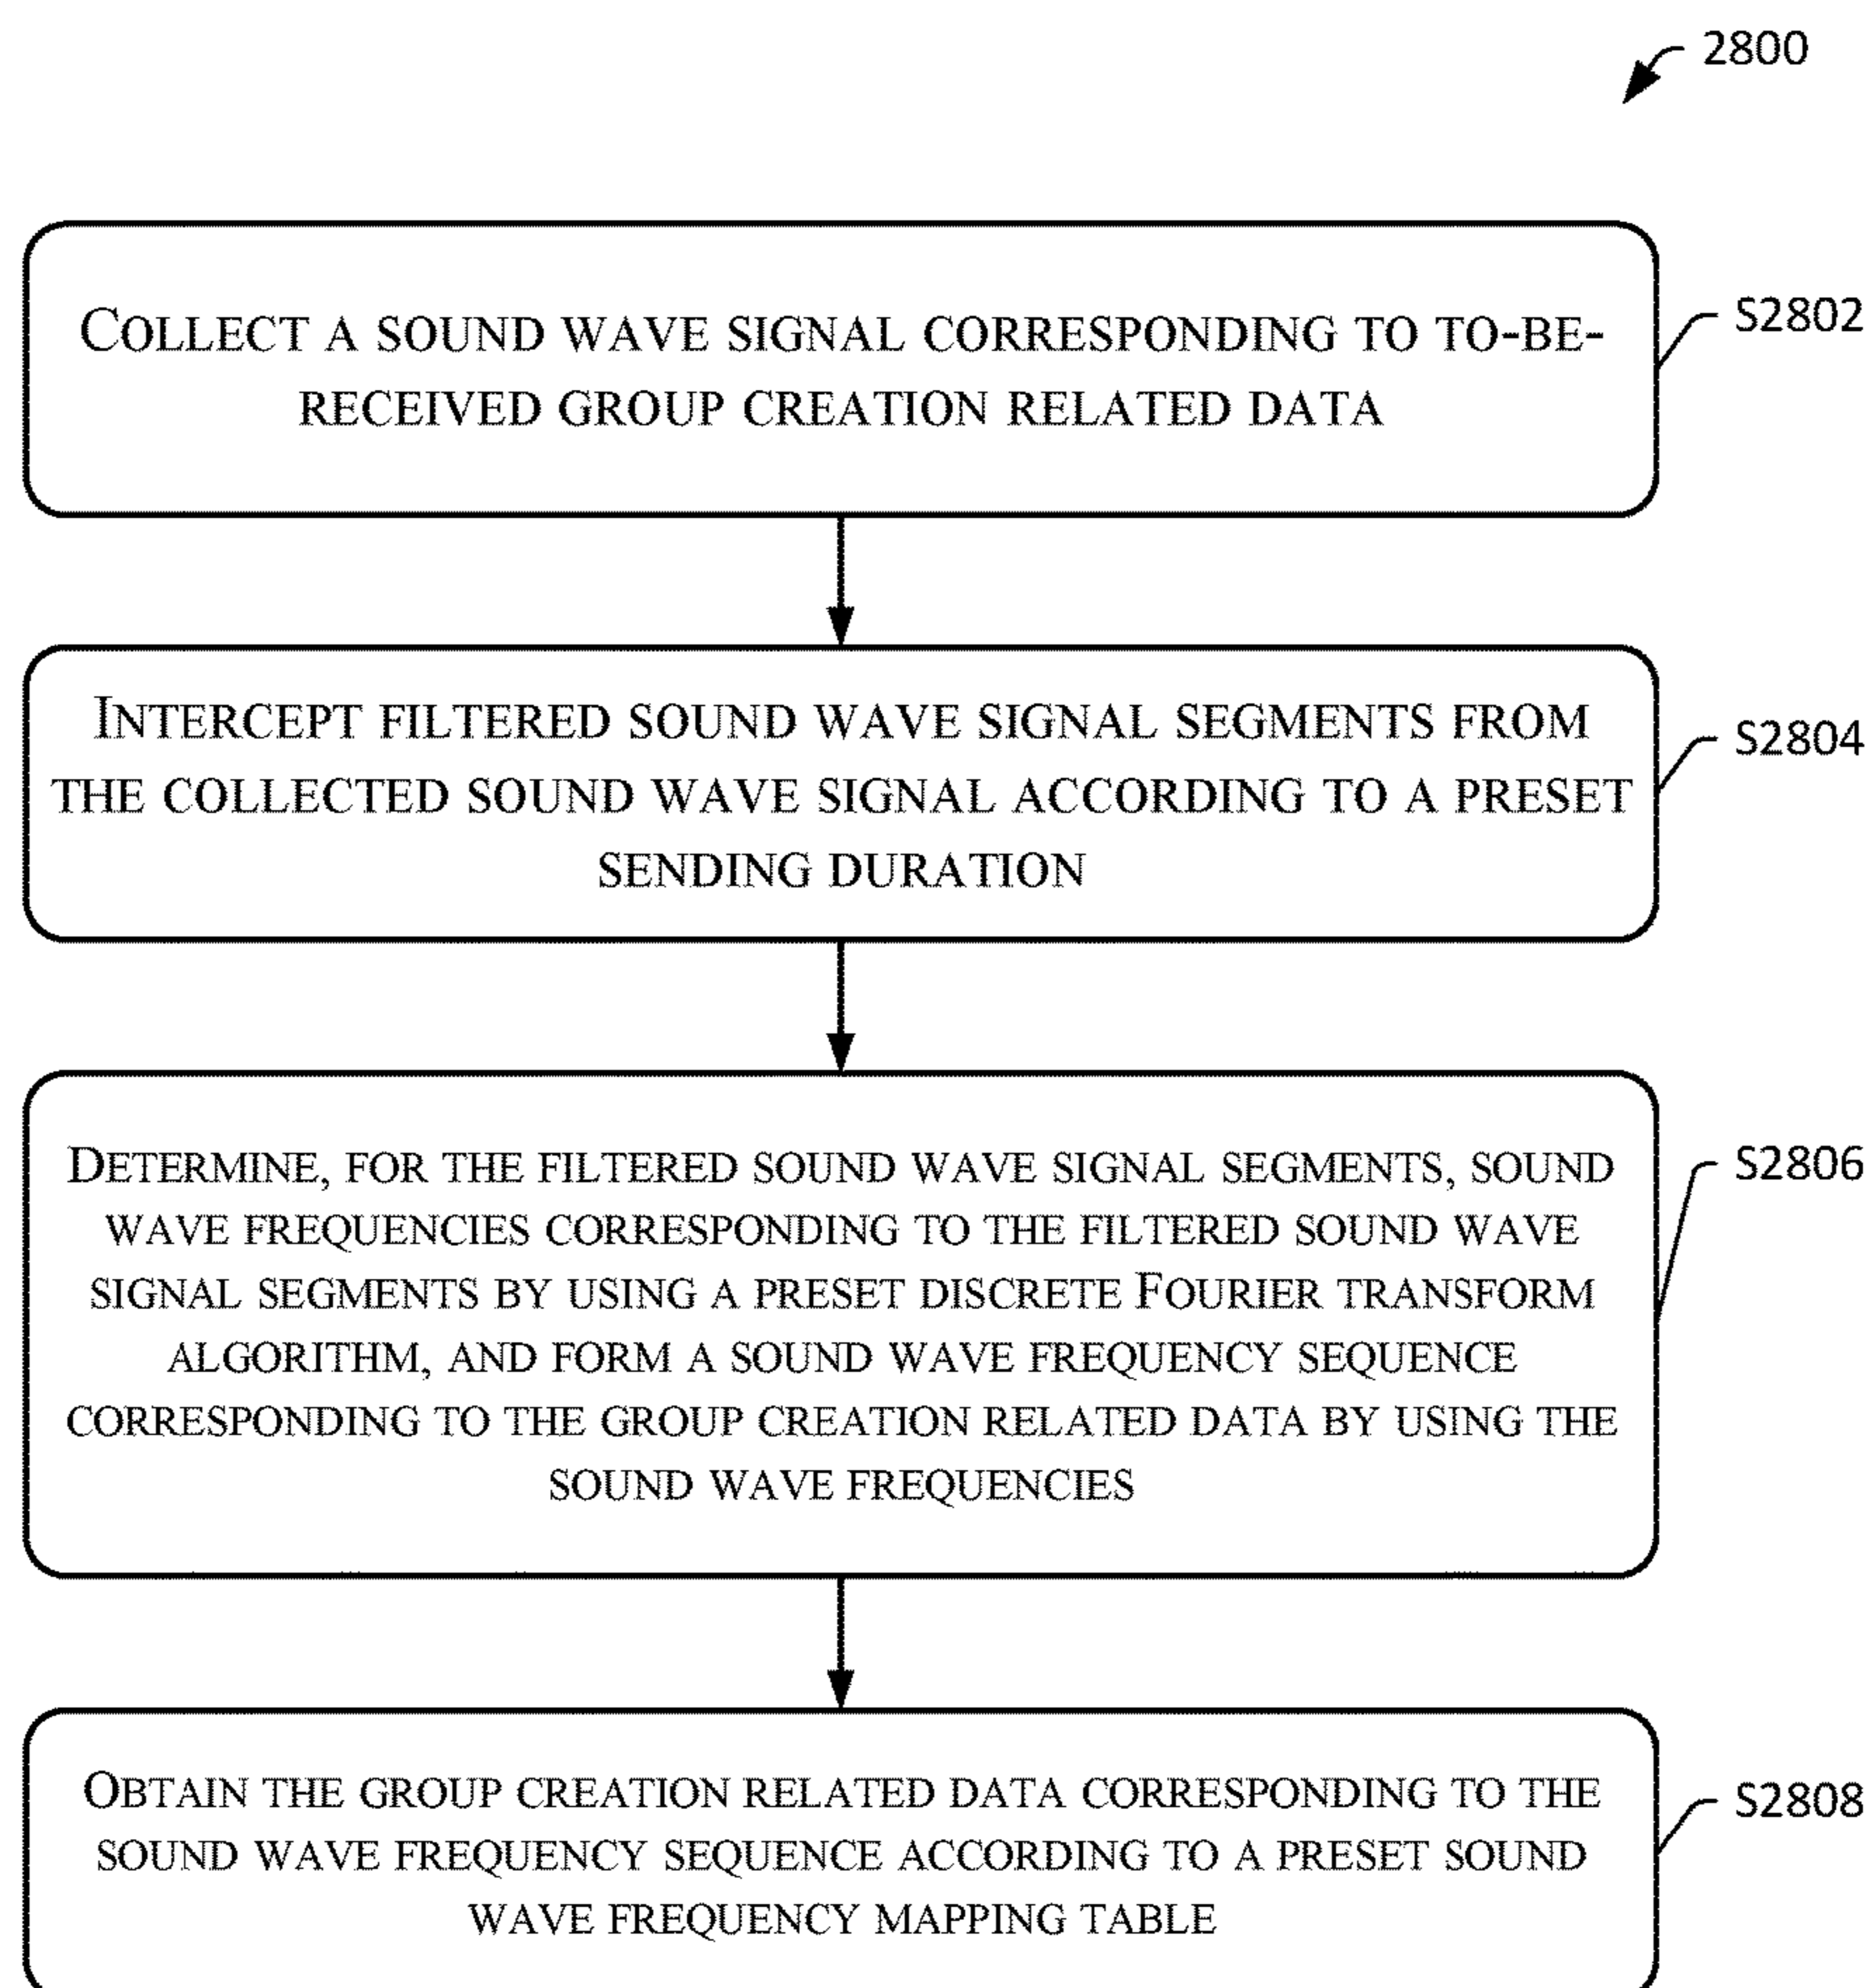 2800
COLLECT A SOUND WAVE SIGNAL CORRESPONDING TO TO-BE-
RECEIVED GROUP CREATION RELATED DATA
S2802
INTERCEPT FILTERED SOUND WAVE SIGNAL SEGMENTS FROM
THE COLLECTED SOUND WAVE SIGNAL ACCORDING TO A PRESET
SENDING DURATION
S2804
DETERMINE, FOR THE FILTERED SOUND WAVE SIGNAL SEGMENTS, SOUND
WAVE FREQUENCIES CORRESPONDING TO THE FILTERED SOUND WAVE
SIGNAL SEGMENTS BY USING A PRESET DISCRETE FOURIER TRANSFORM
ALGORITHM, AND FORM A SOUND WAVE FREQUENCY SEQUENCE
CORRESPONDING TO THE GROUP CREATION RELATED DATA BY USING THE
SOUND WAVE FREQUENCIES
S2806
OBTAIN THE GROUP CREATION RELATED DATA CORRESPONDING TO THE
SOUND WAVE FREQUENCY SEQUENCE ACCORDING TO A PRESET SOUND
WAVE FREQUENCY MAPPING TABLE
S2808